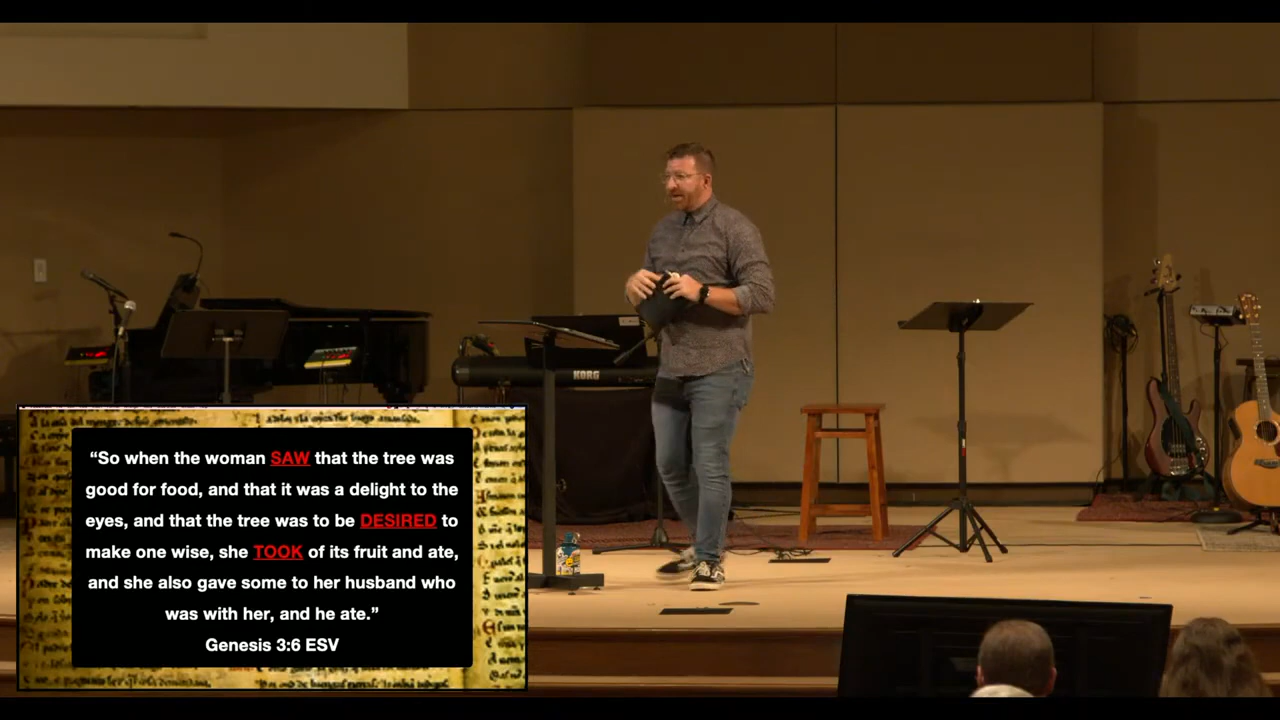 KORG
“So when the woman SAW that the tree was
good for food, and that it was a delight to the
eyes, and that the tree was to be DESIRED to
make one wise, she TOOK of its fruit and ate,
and she also gave some to her husband who
was with her, and he ate.”
Genesis 3:6 ESV